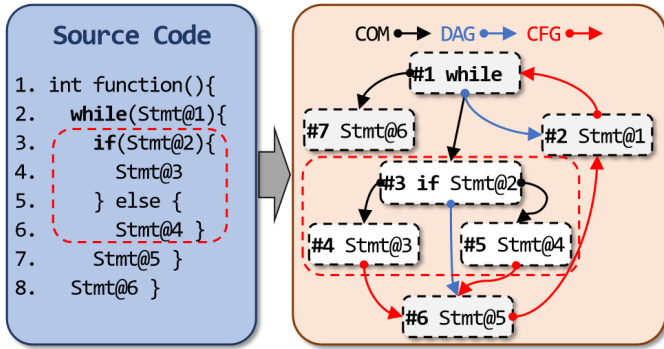 Source Code
1. int function(){
2. while(Stmt@1){
3. if(Stmt@2){
4. Stmt@3
5. } else {
6. Stmt@4 }
7. Stmt@5 }
8. Stmt@6 }
COM DAG CFG
#1 while
#7 Stmt@6
#2 Stmt@1
#3 if Stmt@2
#4 Stmt@3
#5 Stmt@4
#6 Stmt@5